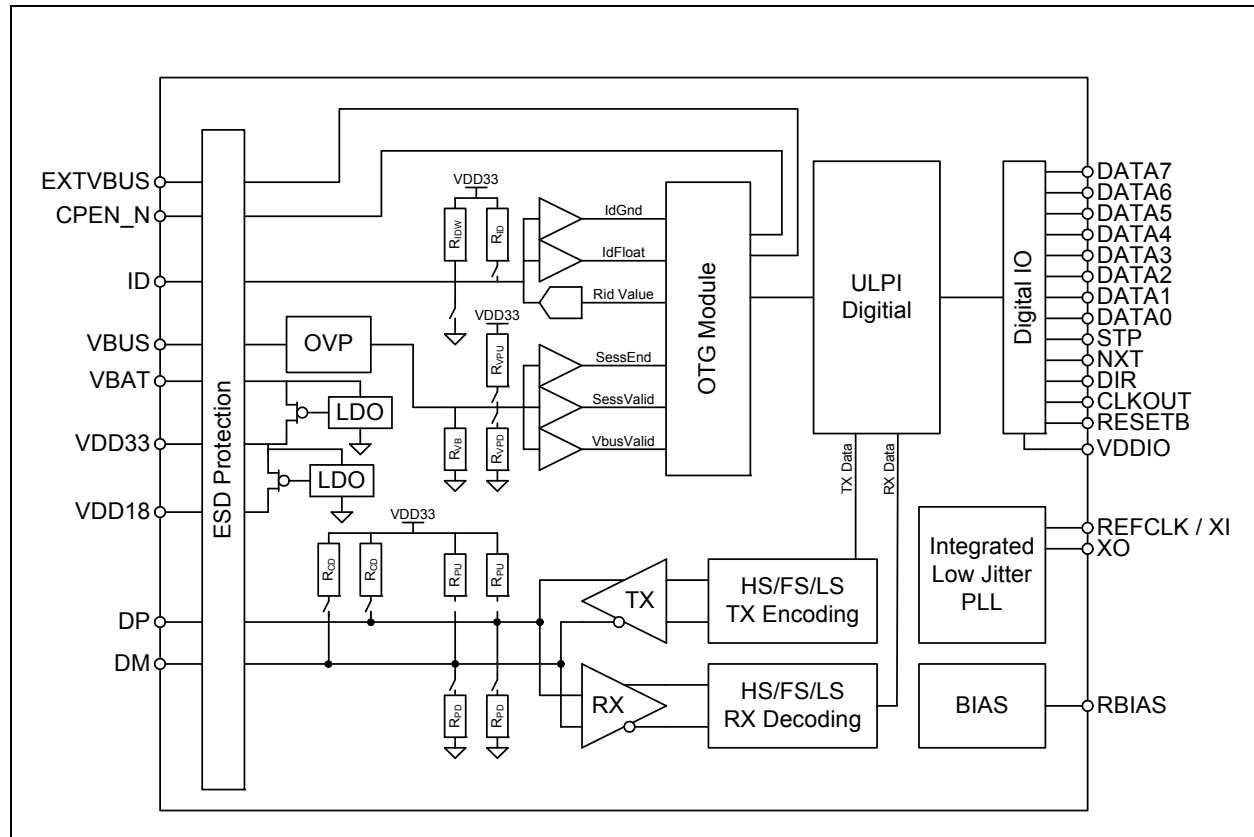 EXTVBUS
CPEN_N
ID
VBUS
VBAT
VDD33
VDD18
DP
DM
ESD Protection
OVP
LDO
LDO
VDD33
RIDW
RID
VDD33
RVPU
RVB
RVPD
IdGnd
IdFloat
Rid Value
SessEnd
SessValid
VbusValid
OTG Module
ULPI
Digitial
TX Data
RX Data
Digital IO
DATA7
DATA6
DATA5
DATA4
DATA3
DATA2
DATA1
DATA0
STP
NXT
DIR
CLKOUT
RESETB
VDDIO
VDD33
RCD
RCD
RPU
RPU
RPD
RPD
TX
RX
HS/FS/LS
TX Encoding
HS/FS/LS
RX Decoding
Integrated
Low Jitter
PLL
REFCLK / XI
XO
BIAS
RBIAS